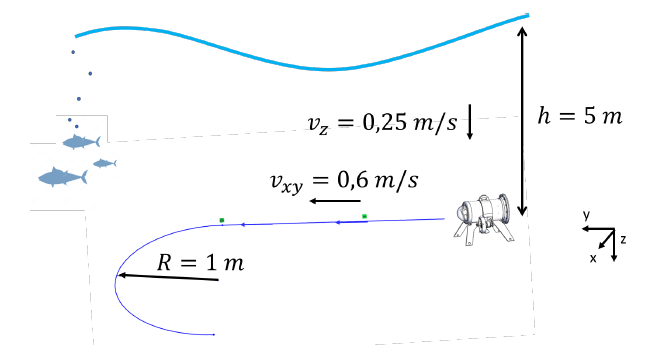 v_z = 0,25 m/s
h = 5 m
v_xy = 0,6 m/s
R = 1 m
y
x
z